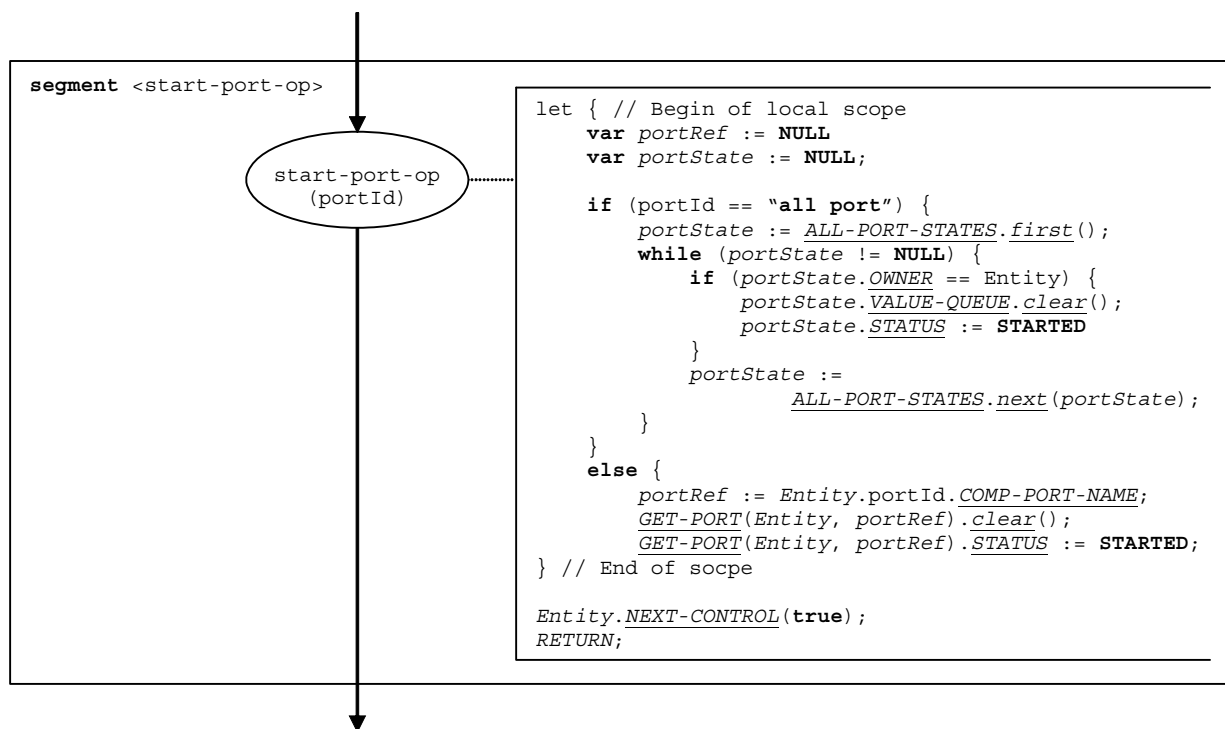 segment <start-port-op>
start-port-op
(portId)
let { // Begin of local scope
var portRef := NULL
var portState := NULL;
if (portId == “all port”) {
portState := ALL-PORT-STATES.first();
while (portState != NULL) {
if (portState.OWNER == Entity) {
portState.VALUE-QUEUE.clear();
portState.STATUS := STARTED
}
portState :=
ALL-PORT-STATES.next(portState);
}
}
else {
portRef := Entity.portId.COMP-PORT-NAME;
GET-PORT(Entity, portRef).clear();
GET-PORT(Entity, portRef).STATUS := STARTED;
} // End of socpe
Entity.NEXT-CONTROL(true);
RETURN;